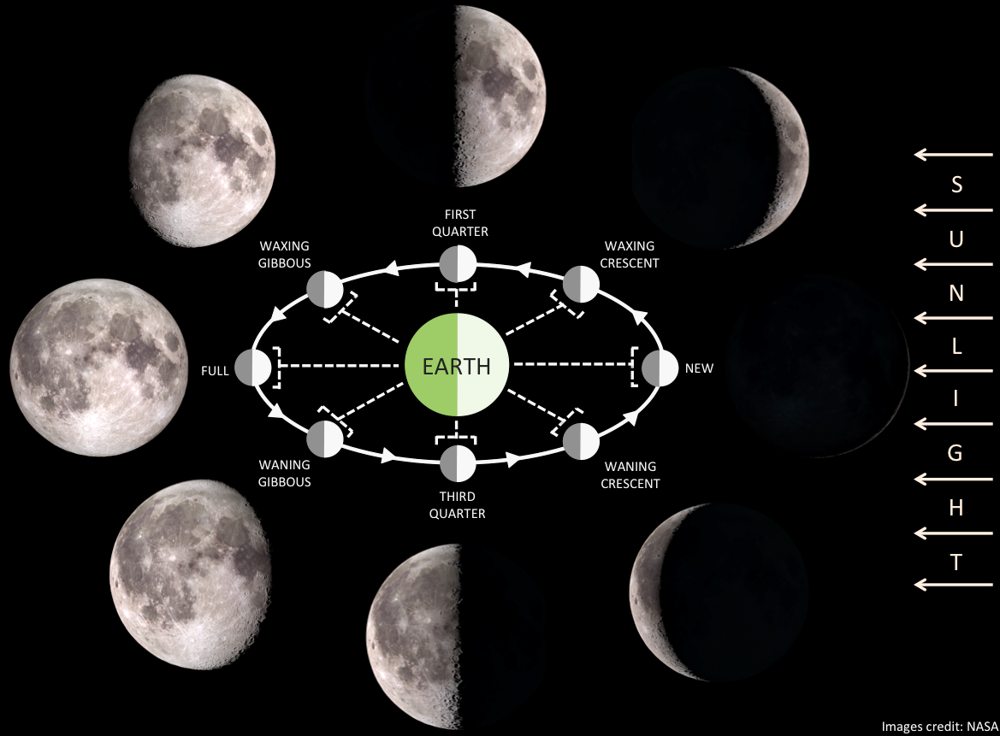 FIRST
QUARTER
WAXING
GIBBOUS
WAXING
CRESCENT
FULL
EARTH
NEW
WANING
GIBBOUS
WANING
CRESCENT
THIRD
QUARTER
S
U
N
L
I
G
H
T
Images credit: NASA